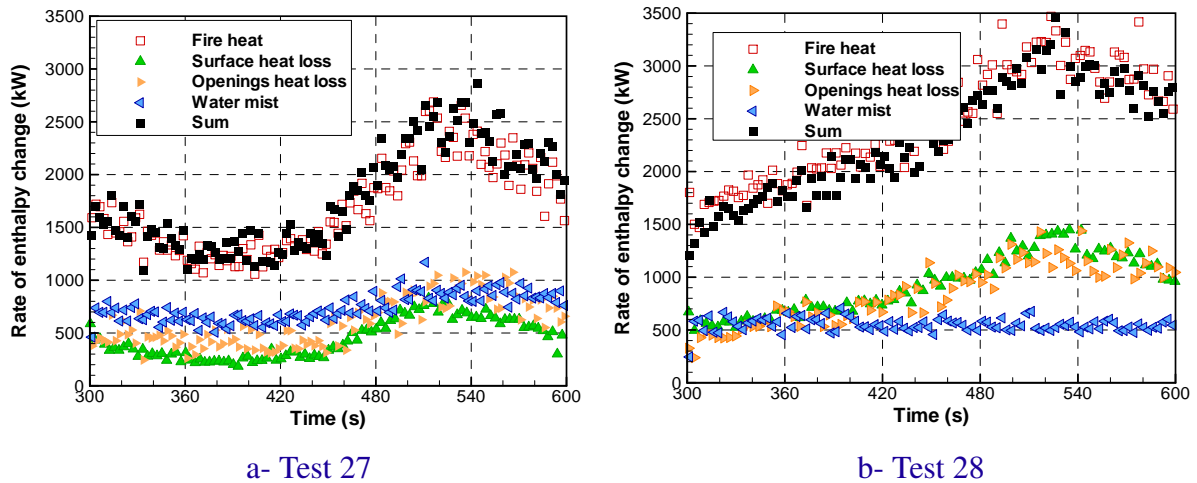 Rate of enthalpy change (kW)
3500
3000
2500
2000
1500
1000
500
0
Fire heat
Surface heat loss
Openings heat loss
Water mist
Sum
300
360
420
480
540
600
Time (s)
a- Test 27
Rate of enthalpy change (kW)
3500
3000
2500
2000
1500
1000
500
0
Fire heat
Surface heat loss
Openings heat loss
Water mist
Sum
300
360
420
480
540
600
Time (s)
b- Test 28